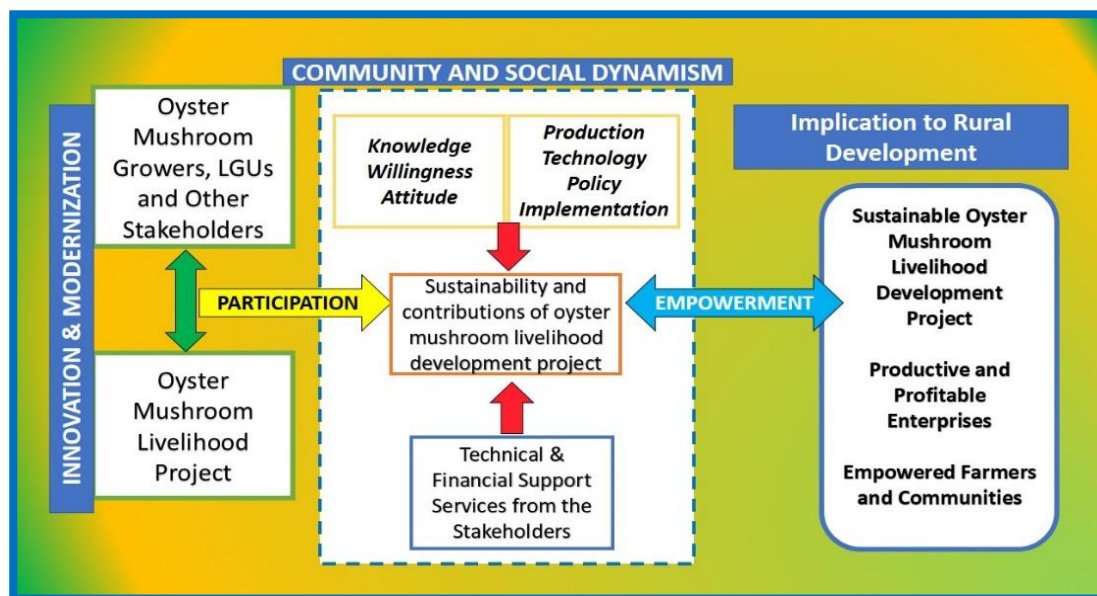 COMMUNITY AND SOCIAL DYNAMISM
INNOVATION & MODERNIZATION
Oyster
Mushroom
Growers, LGUs
and Other
Stakeholders
Oyster
Mushroom
Livelihood
Project
PARTICIPATION
Knowledge
Willingness
Attitude
Production
Technology
Policy
Implementation
Sustainability and
contributions of oyster
mushroom livelihood
development project
Technical &
Financial Support
Services from the
Stakeholders
EMPOWERMENT
Implication to Rural
Development
Sustainable Oyster
Mushroom
Livelihood
Development
Project
Productive and
Profitable
Enterprises
Empowered Farmers
and Communities